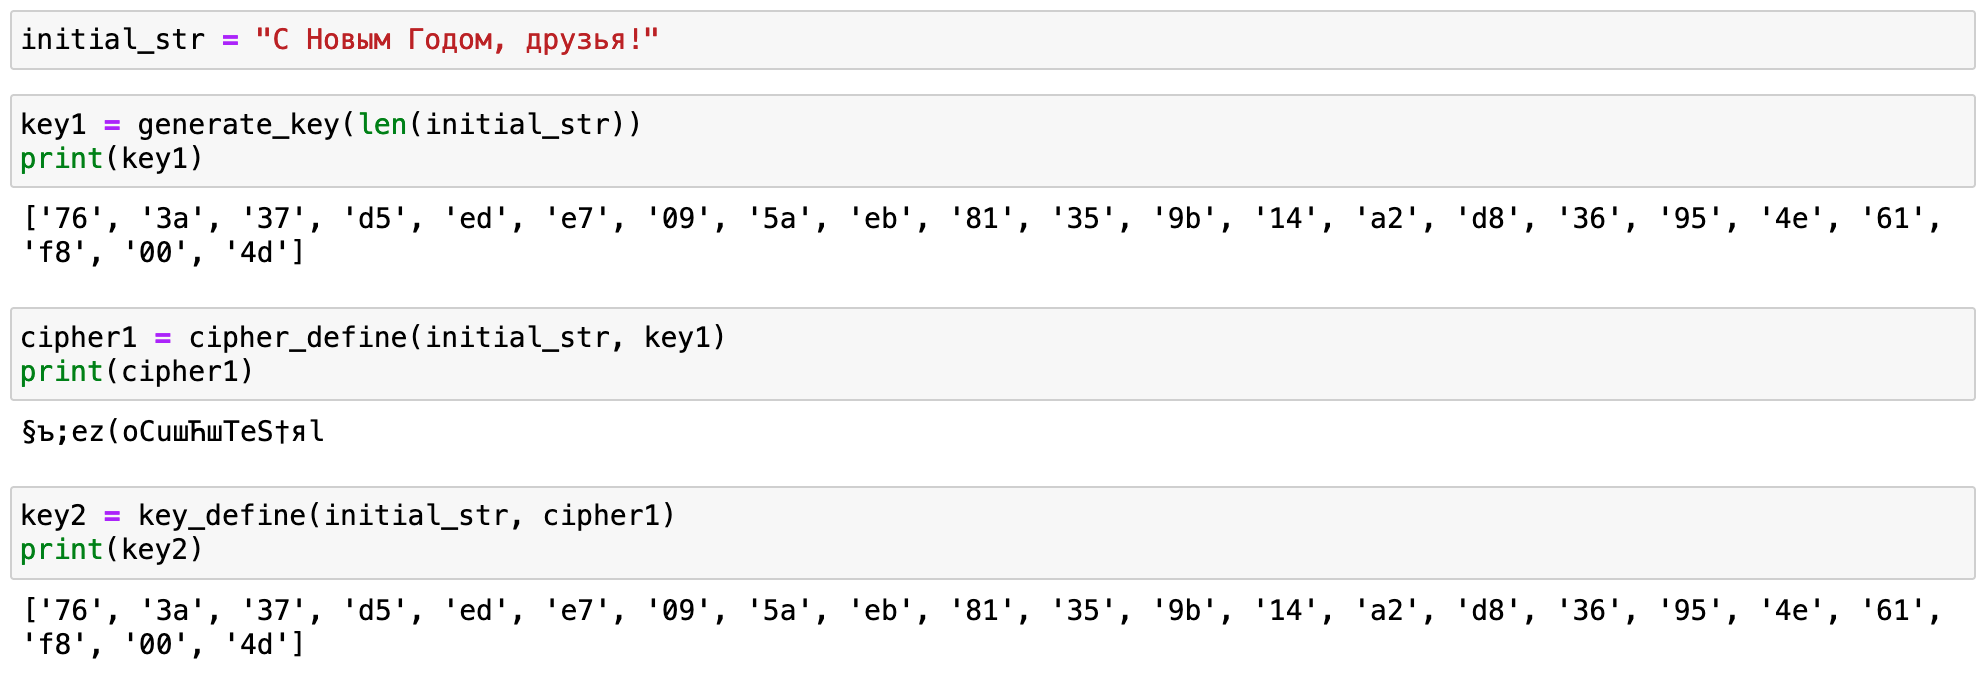 initial_str = "С Новым Годом, друзья!"
key1 = generate_key(len(initial_str))
print(key1)
['76', '3a', '37', 'd5', 'ed', 'e7', '09', '5a', 'eb', '81', '35', '9b', '14', 'a2', 'd8', '36', '95', '4e', '61',
'f8', '00', '4d']
cipher1 = cipher_define(initial_str, key1)
print(cipher1)
§ъ;ez(oCuшЋшTeS†яl
key2 = key_define(initial_str, cipher1)
print(key2)
['76', '3a', '37', 'd5', 'ed', 'e7', '09', '5a', 'eb', '81', '35', '9b', '14', 'a2', 'd8', '36', '95', '4e', '61',
'f8', '00', '4d']